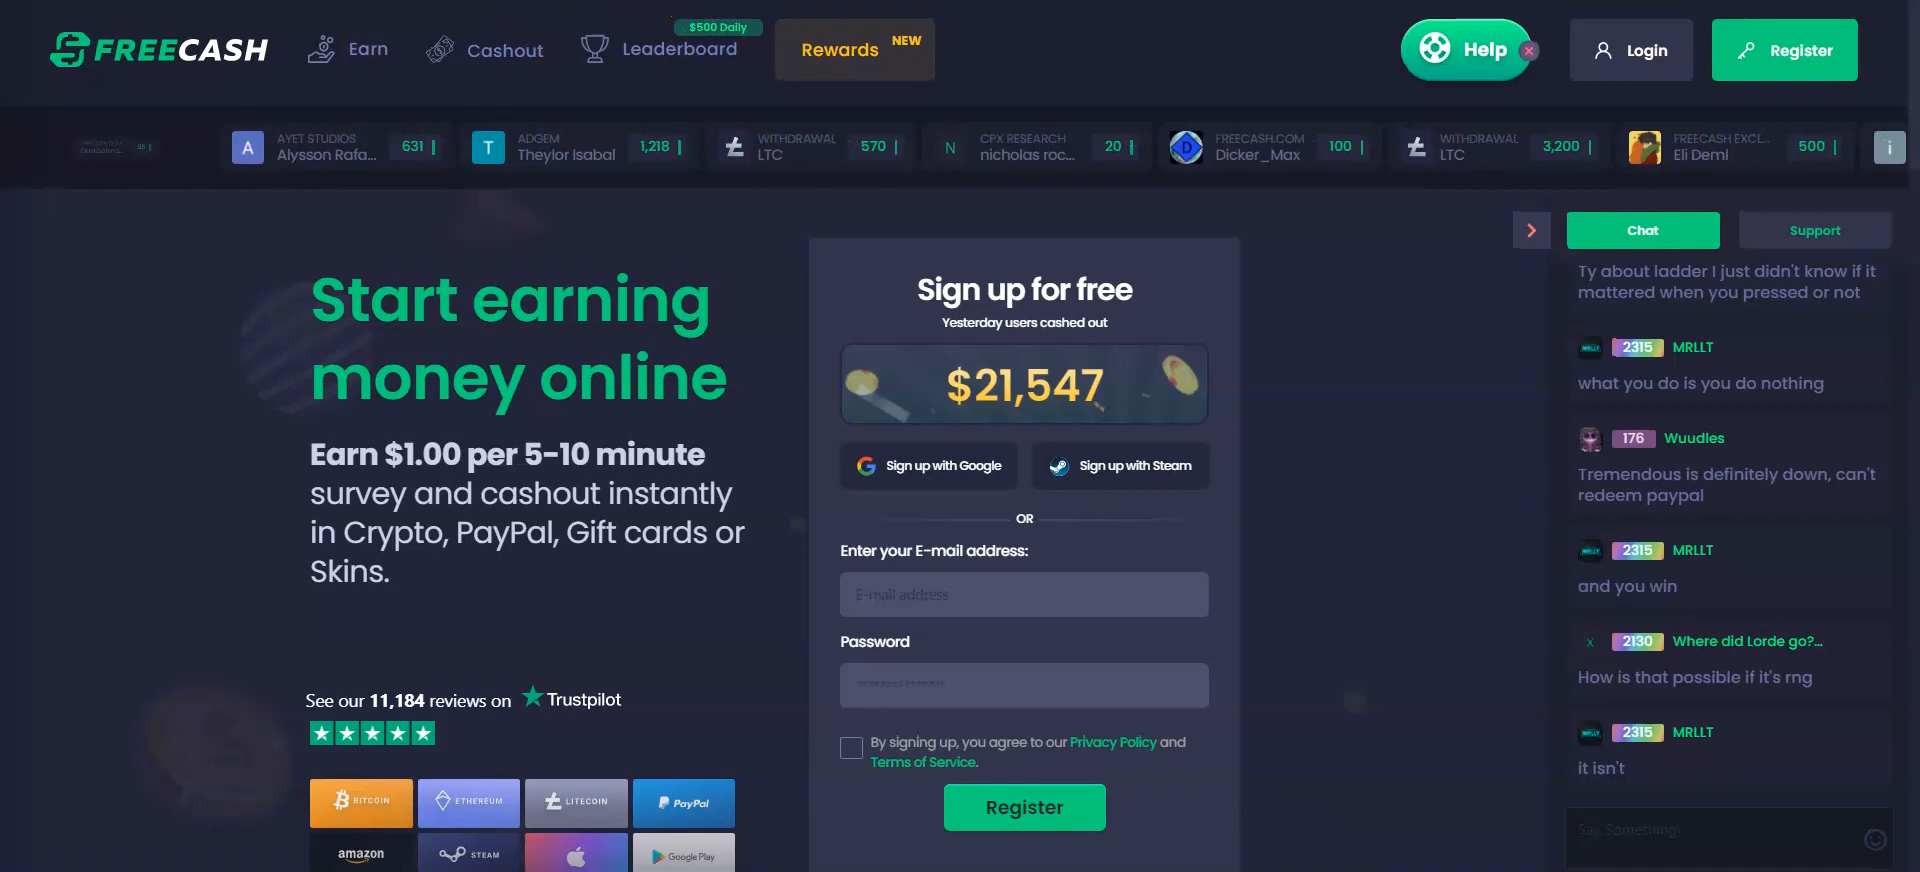 FREECASH
Earn
Cashout
$500 Daily
Leaderboard
Rewards
NEW
Help
Login
Register
A
AYET STUDIOS
Alysson Rafa...
631
T
ADGEM
Theylor Isabal
1,218
WITHDRAWAL
LTC
570
N
CPX RESEARCH
nicholas roc...
20
D
FREECASH.COM
Dicker_Max
100
WITHDRAWAL
LTC
3,200
FREECASH EXCL...
Eli Deml
500
i
Start earning
money online
Earn $1.00 per 5-10 minute
survey and cashout instantly
in Crypto, PayPal, Gift cards or
Skins.
See our 11,184 reviews on Trustpilot
BITCOIN
ETHEREUM
LITECOIN
PayPal
amazon
STEAM
Google Play
Sign up for free
Yesterday users cashed out
$21,547
Sign up with Google
Sign up with Steam
OR
Enter your E-mail address:
E-mail address
Password
By signing up, you agree to our Privacy Policy and
Terms of Service.
Register
Chat
Support
Ty about ladder I just didn't know if it
mattered when you pressed or not
2315 MRLLT
what you do is you do nothing
176 Wuudles
Tremendous is definitely down, can't
redeem paypal
2315 MRLLT
and you win
X 2130 Where did Lorde go?...
How is that possible if it's rng
2315 MRLLT
it isn't
Say Something!